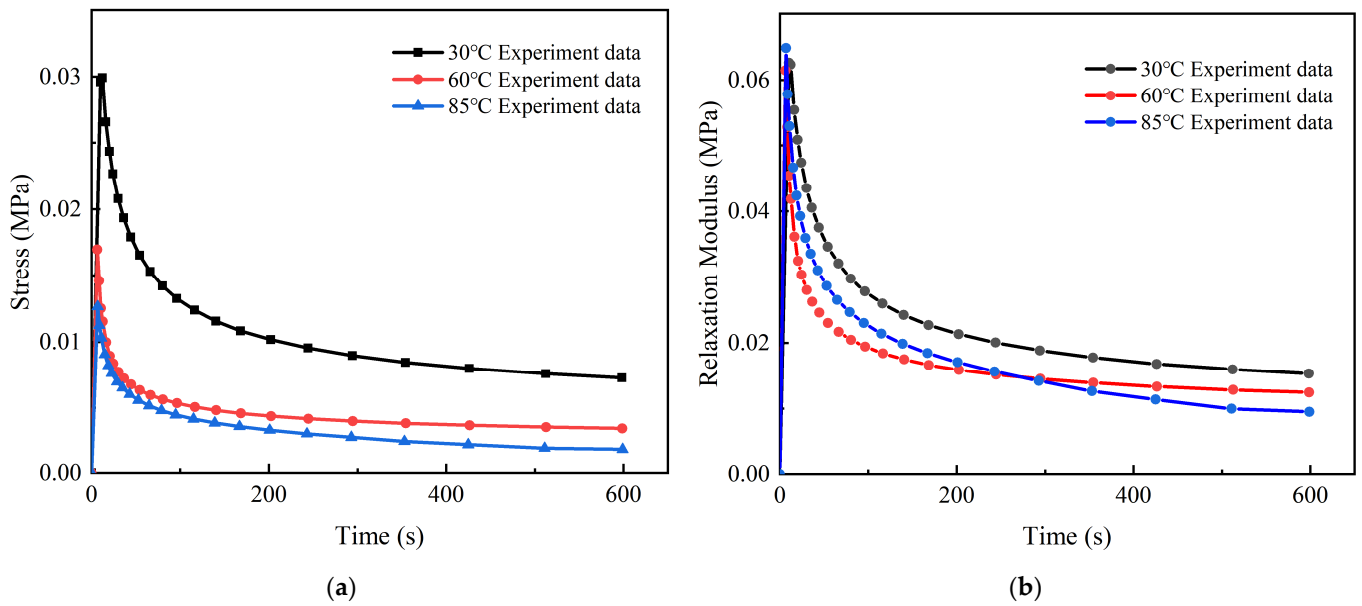 30℃ Experiment data
60℃ Experiment data
85℃ Experiment data
0.03
0.02
0.01
0.00
Stress (MPa)
0
200
400
600
Time (s)
(a)
30℃ Experiment data
60℃ Experiment data
85℃ Experiment data
0.06
0.04
0.02
0.00
Relaxation Modulus (MPa)
0
200
400
600
Time (s)
(b)